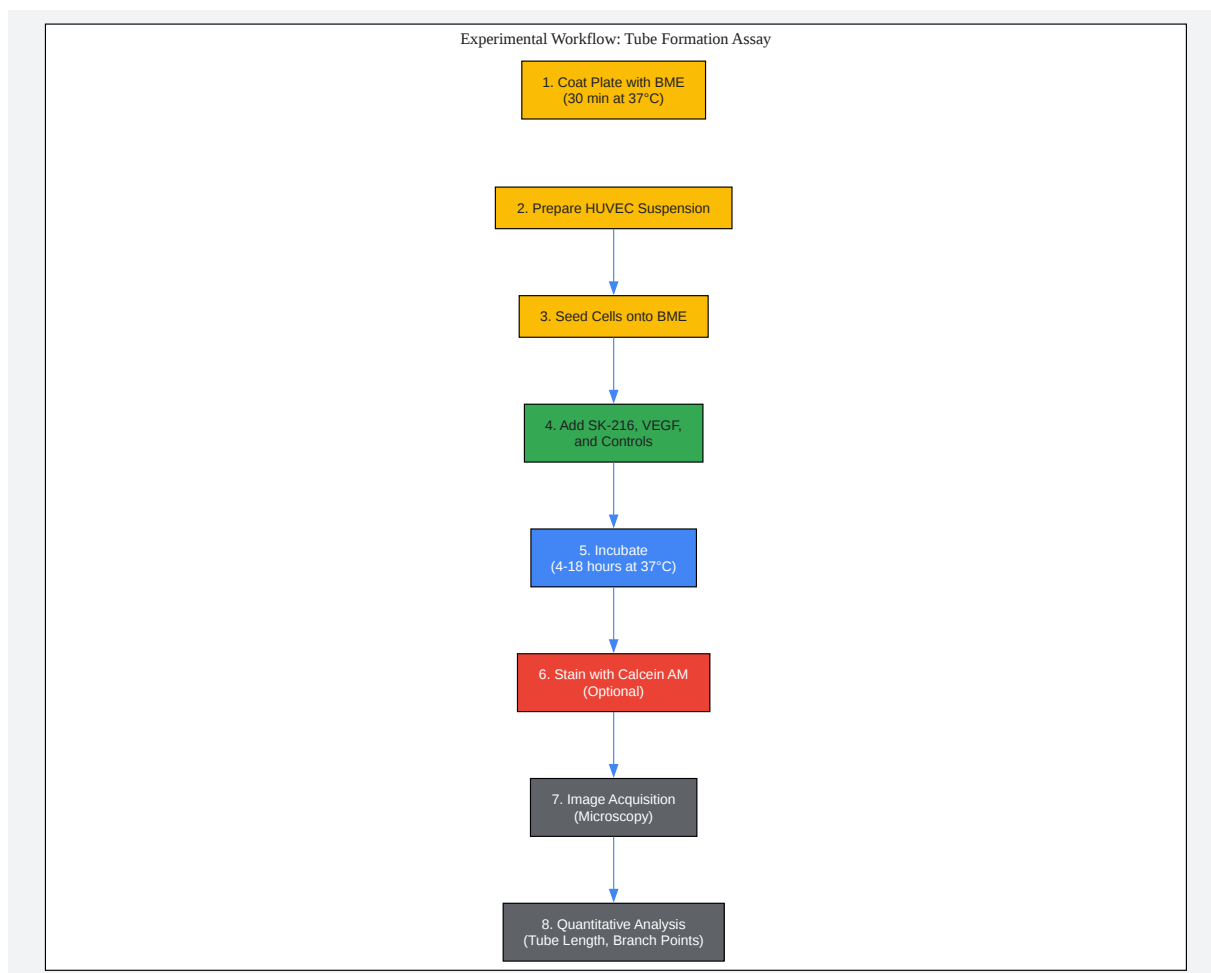 Experimental Workflow: Tube Formation Assay
1. Coat Plate with BME
(30 min at 37°C)
2. Prepare HUVEC Suspension
3. Seed Cells onto BME
4. Add SK-216, VEGF,
and Controls
5. Incubate
(4-18 hours at 37°C)
6. Stain with Calcein AM
(Optional)
7. Image Acquisition
(Microscopy)
8. Quantitative Analysis
(Tube Length, Branch Points)